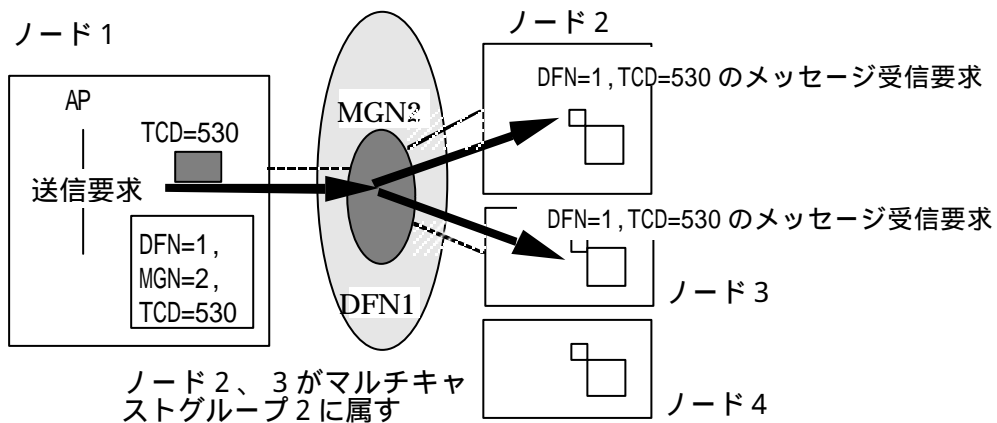 ノード１
ノード２
DFN=1,TCD=530 のメッセージ受信要求
AP
MGN2
TCD=530
送信要求
DFN=1,TCD=530 のメッセージ受信要求
DFN=1,
MGN=2,
TCD=530
ノード３
DFN1
ノード２、３がマルチキャ
ストグループ２に属す
ノード４